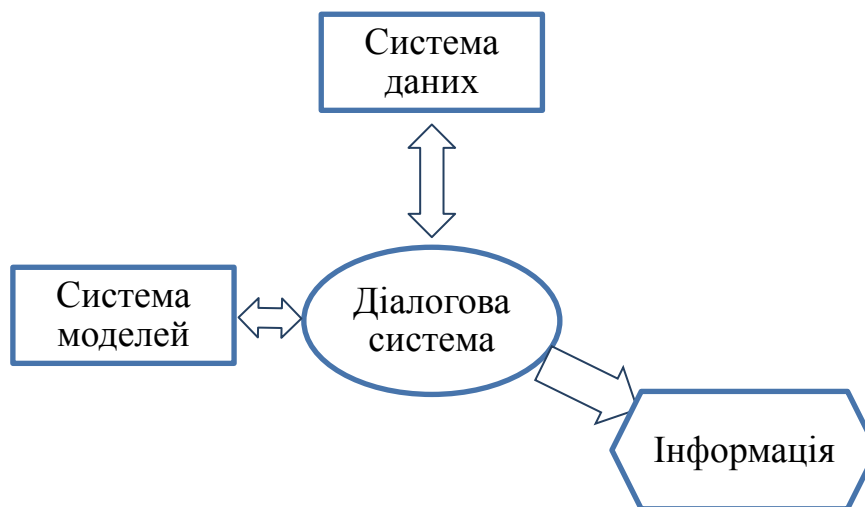 Система
даних
Система
моделей
Діалогова
система
Інформація